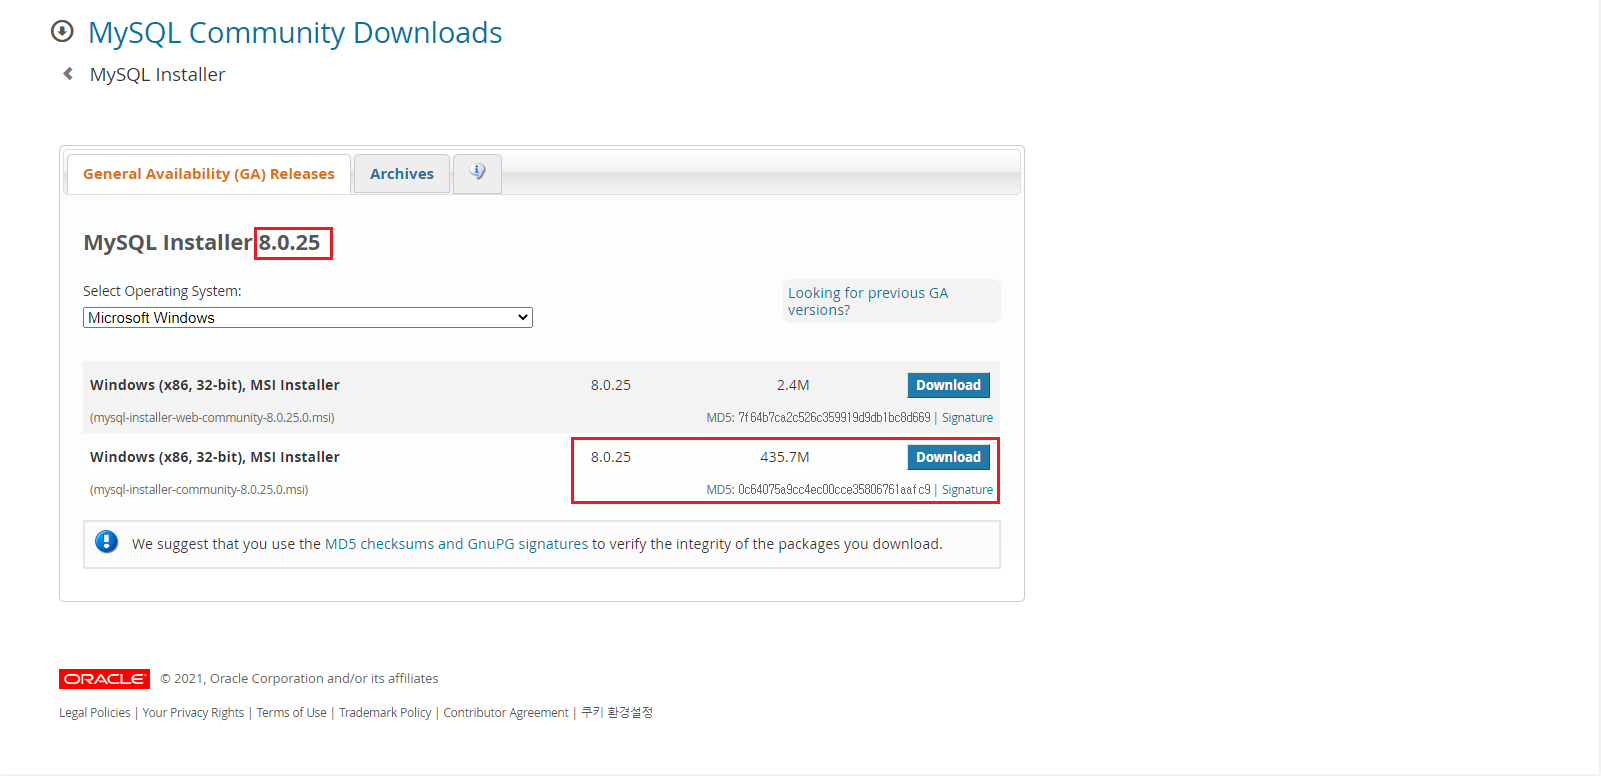 MySQL Community Downloads
MySQL Installer
General Availability (GA) Releases Archives
MySQL Installer 8.0.25
Select Operating System:
Looking for previous GA
versions?
Microsoft Windows
Windows (x86, 32-bit), MSI Installer 8.0.25 2.4M Download
(mysql-installer-web-community-8.0.25.0.msi) MD5: 7f64b7ca2c526c359919d9db1bc8d669 | Signature
Windows (x86, 32-bit), MSI Installer 8.0.25 435.7M Download
(mysql-installer-community-8.0.25.0.msi) MD5: 0c64075a9cc4ec00cce35806761aafc9 | Signature
We suggest that you use the MD5 checksums and GnuPG signatures to verify the integrity of the packages you download.
ORACLE © 2021, Oracle Corporation and/or its affiliates
Legal Policies | Your Privacy Rights | Terms of Use | Trademark Policy | Contributor Agreement | 쿠키 환경설정